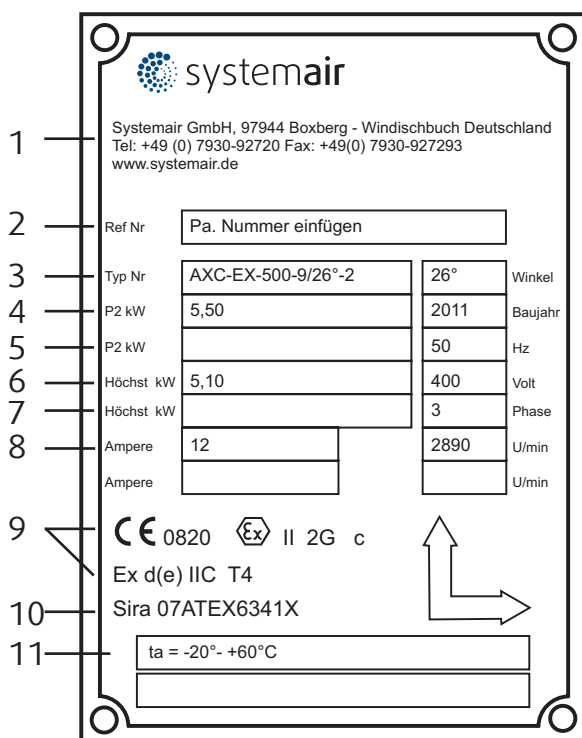 systemair
1 Systemair GmbH, 97944 Boxberg - Windischbuch Deutschland
Tel: +49 (0) 7930-92720 Fax: +49(0) 7930-927293
www.systemair.de
2 Ref Nr Pa. Nummer einfügen
3 Typ Nr AXC-EX-500-9/26°-2 26° Winkel
4 P2 kW 5,50 2011 Baujahr
5 P2 kW 50 Hz
6 Höchst kW 5,10 400 Volt
7 Höchst kW 3 Phase
8 Ampere 12 2890 U/min
Ampere U/min
9 CE 0820 Ex II 2G c
Ex d(e) IIC T4
10 Sira 07ATEX6341X
11 ta = -20°- +60°C